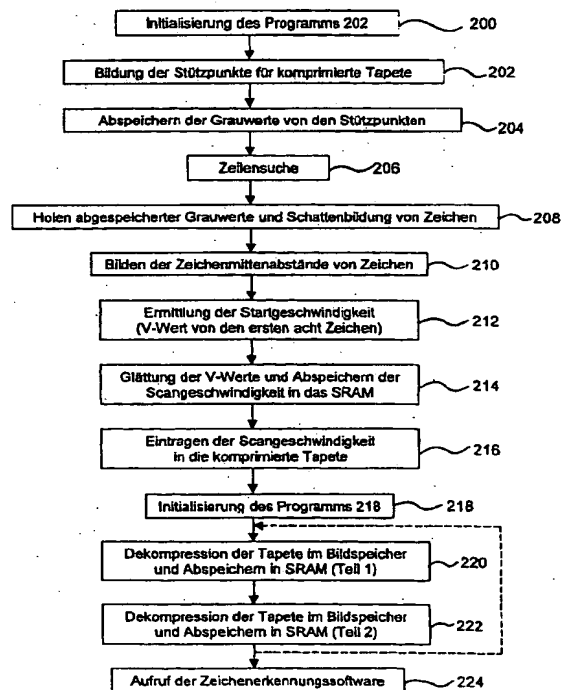 Initialisierung des Programms 202
200
Bildung der Stützpunkte für komprimierte Tapete
202
Abspeichern der Grauwerte von den Stützpunkten
204
Zeilensuche
206
Holen abgespeicherter Grauwerte und Schattenbildung von Zeichen
208
Bilden der Zeichenmittenabstände von Zeichen
210
Ermittlung der Startgeschwindigkeit
(V-Wert von den ersten acht Zeichen)
212
Glättung der V-Werte und Abspeichern der
Scangeschwindigkeit in das SRAM
214
Eintragen der Scangeschwindigkeit
in die komprimierte Tapete
216
Initialisierung des Programms 218
218
Dekompression der Tapete im Bildspeicher
und Abspeichern in SRAM (Teil 1)
220
Dekompression der Tapete im Bildspeicher
und Abspeichern in SRAM (Teil 2)
222
Aufruf der Zeichenerkennungssoftware
224